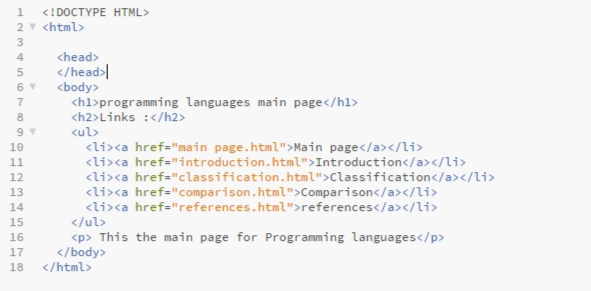 1 <!DOCTYPE HTML>
2 <html>
3
4 <head>
5 </head>
6 <body>
7 <h1>programming languages main page</h1>
8 <h2>Links :</h2>
9 <ul>
10 <li><a href="main page.html">Main page</a></li>
11 <li><a href="introduction.html">Introduction</a></li>
12 <li><a href="classification.html">Classification</a></li>
13 <li><a href="comparison.html">Comparison</a></li>
14 <li><a href="references.html">references</a></li>
15 </ul>
16 <p> This the main page for Programming languages</p>
17 </body>
18 </html>